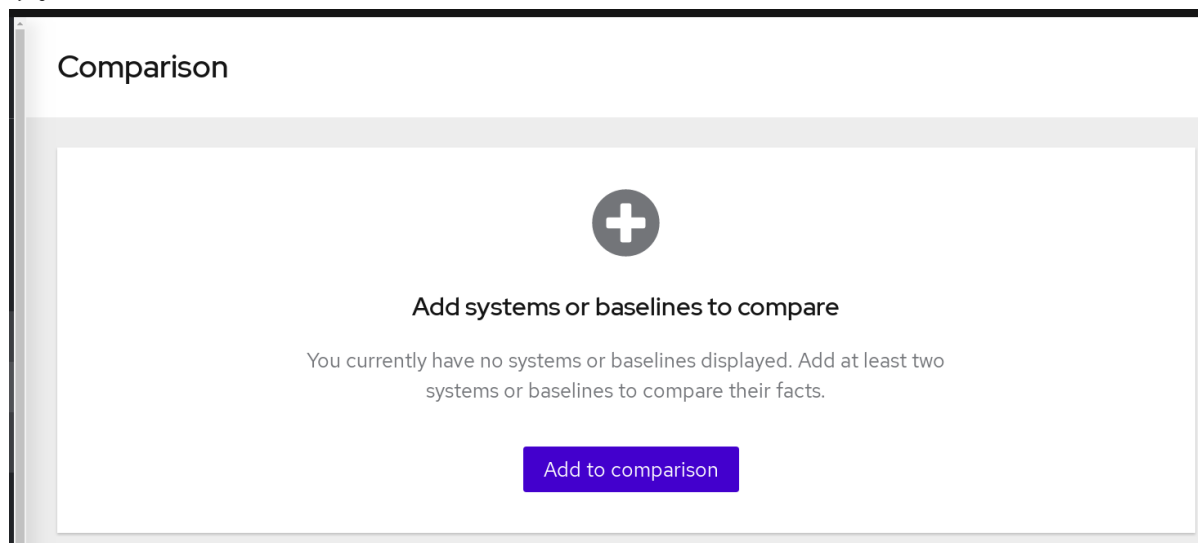 Comparison
Add systems or baselines to compare
You currently have no systems or baselines displayed. Add at least two
systems or baselines to compare their facts.
Add to comparison